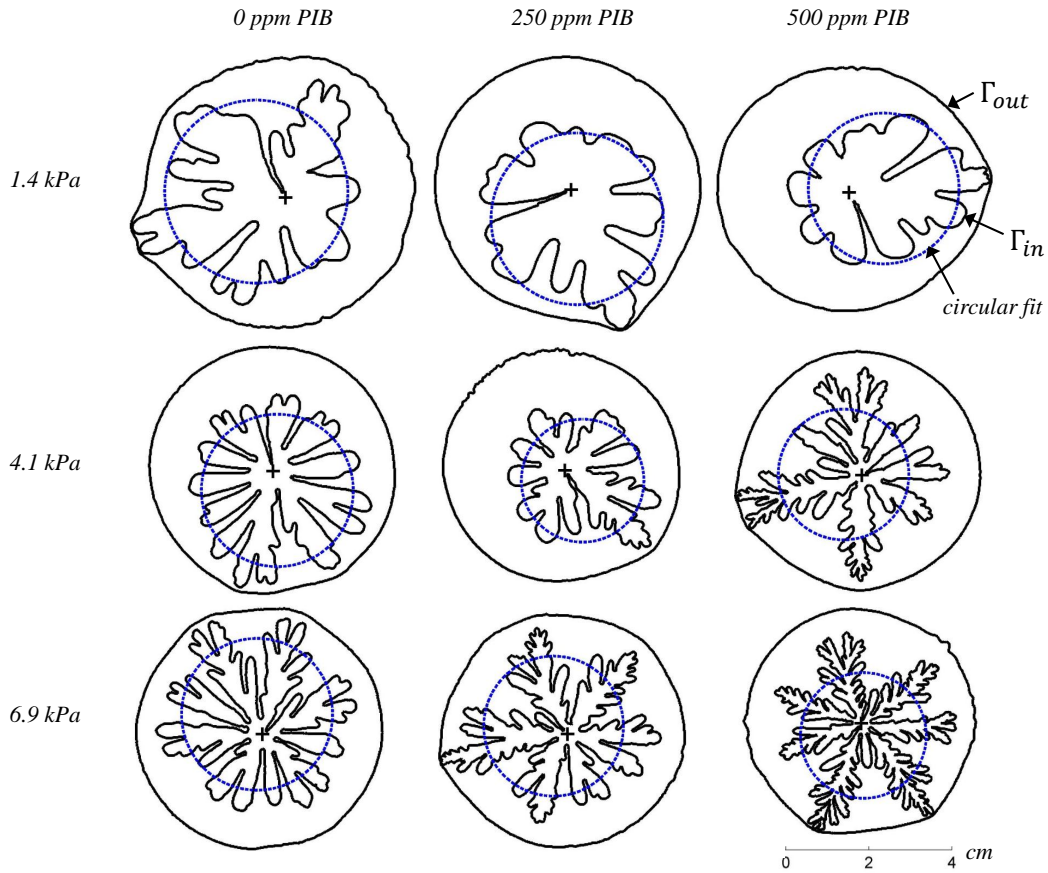 0 ppm PIB 250 ppm PIB 500 ppm PIB
Γout
1.4 kPa
Γin
circular fit
4.1 kPa
6.9 kPa
cm
0 2 4